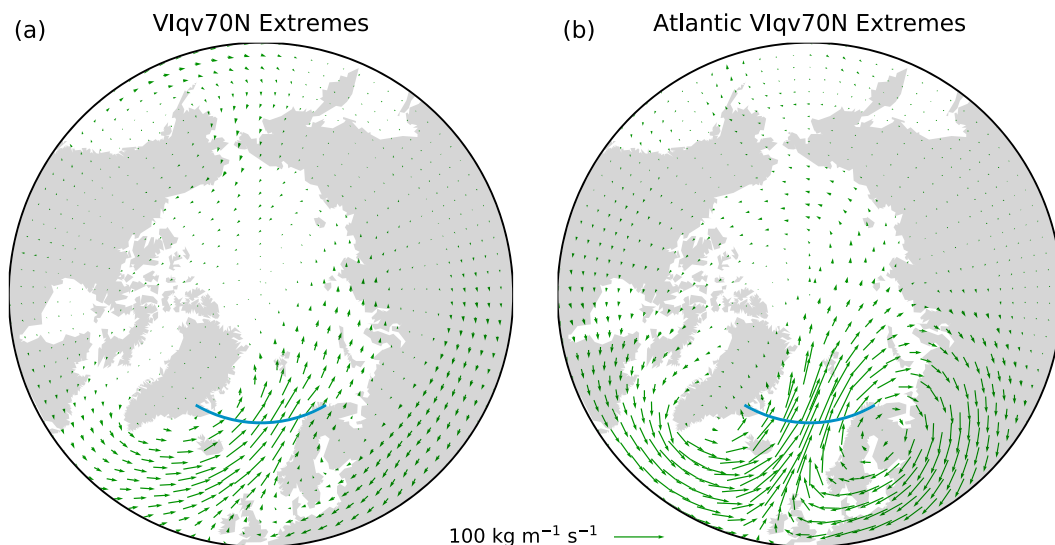 (a)
VIqv70N Extremes
(b)
Atlantic VIqv70N Extremes
100 kg m⁻¹ s⁻¹